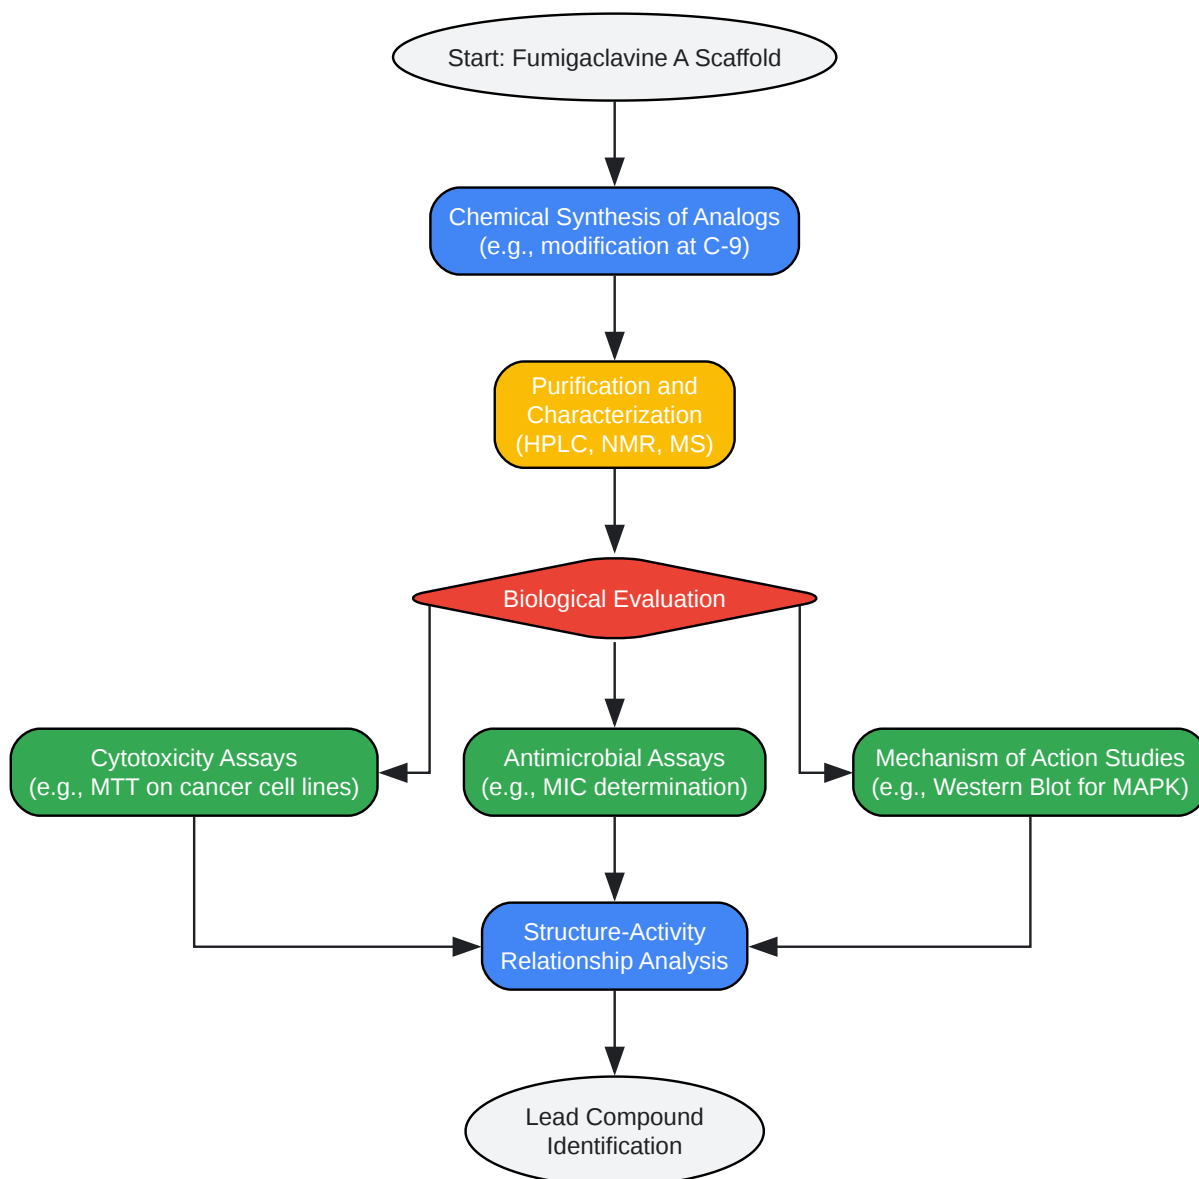 Start: Fumigaclavine A Scaffold
Chemical Synthesis of Analogs
(e.g., modification at C-9)
Purification and
Characterization
(HPLC, NMR, MS)
Biological Evaluation
Cytotoxicity Assays
(e.g., MTT on cancer cell lines)
Antimicrobial Assays
(e.g., MIC determination)
Mechanism of Action Studies
(e.g., Western Blot for MAPK)
Structure-Activity
Relationship Analysis
Lead Compound
Identification